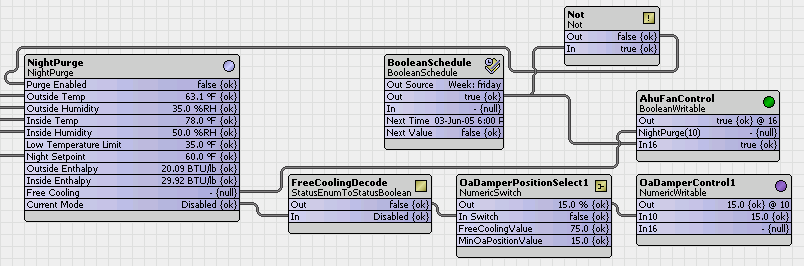 Not
Not
Out false {ok}
In true {ok}
NightPurge
NightPurge
Purge Enabled false {ok}
Outside Temp 63.1 ºF {ok}
Outside Humidity 35.0 %RH {ok}
Inside Temp 78.0 ºF {ok}
Inside Humidity 50.0 %RH {ok}
Low Temperature Limit 35.0 ºF {ok}
Night Setpoint 60.0 ºF {ok}
Outside Enthalpy 20.09 BTU/lb {ok}
Inside Enthalpy 29.92 BTU/lb {ok}
Free Cooling - {null}
Current Mode Disabled {ok}
BooleanSchedule
BooleanSchedule
Out Source Week: friday
Out true {ok}
In - {null}
Next Time 03-Jun-05 6:00 P
Next Value false {ok}
AhuFanControl
BooleanWritable
Out true {ok} @ 16
NightPurge(10) - {null}
In16 true {ok}
FreeCoolingDecode
StatusEnumToStatusBoolean
Out false {ok}
In Disabled {ok}
OaDamperPositionSelect1
NumericSwitch
Out 15.0 % {ok}
In Switch false {ok}
FreeCoolingValue 75.0 {ok}
MinOaPositionValue 15.0 {ok}
OaDamperControl1
NumericWritable
Out 15.0 {ok} @ 10
In10 15.0 {ok}
In16 - {null}